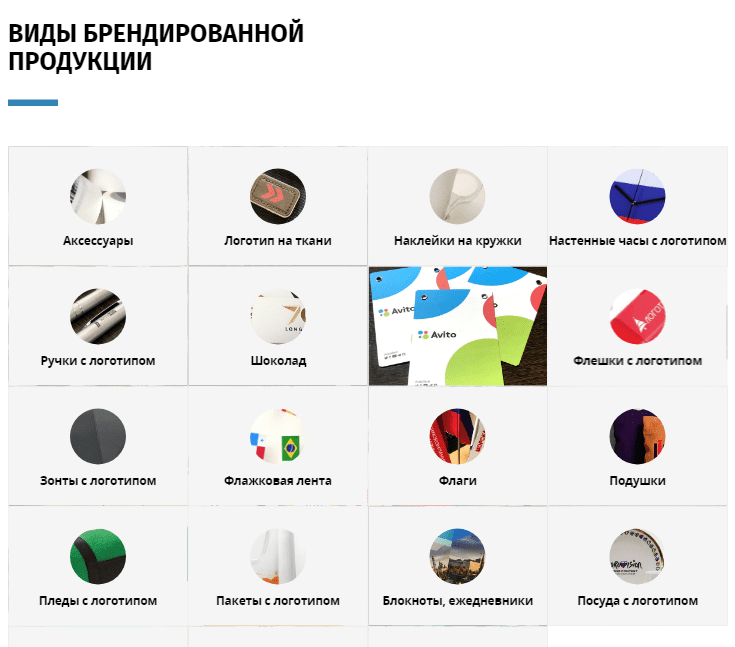 ВИДЫ БРЕНДИРОВАННОЙ
ПРОДУКЦИИ
Аксессуары
Логотип на ткани
Наклейки на кружки
Настенные часы с логотипом
LONG
Ручки с логотипом
Шоколад
Avito
Avito
Флешки с логотипом
Зонты с логотипом
Флажковая лента
Флаги
Подушки
Пледы с логотипом
Пакеты с логотипом
Блокноты, ежедневники
Посуда с логотипом